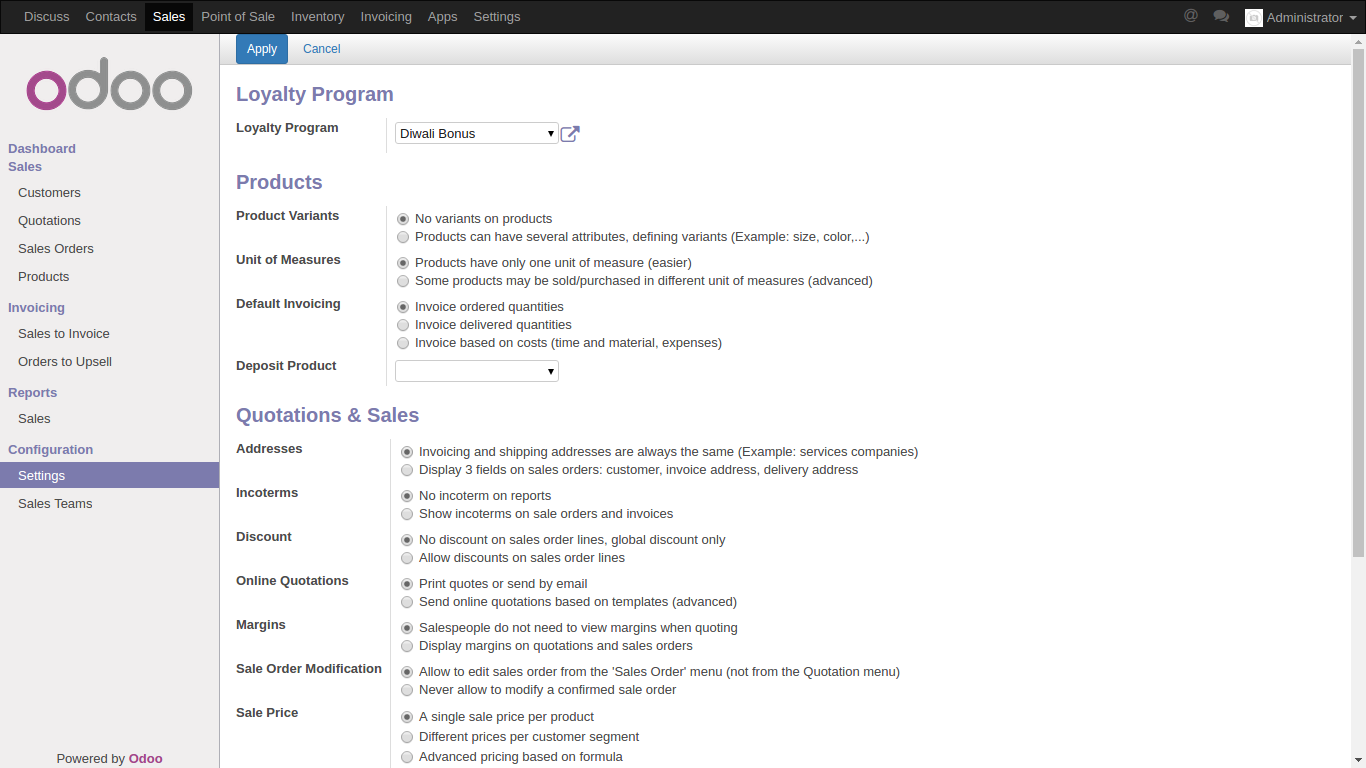 Discuss Contacts Sales Point of Sale Inventory Invoicing Apps Settings @ Administrator
odoo
Dashboard
Sales
Customers
Quotations
Sales Orders
Products
Invoicing
Sales to Invoice
Orders to Upsell
Reports
Sales
Configuration
Settings
Sales Teams
Powered by Odoo
Apply Cancel
Loyalty Program
Loyalty Program Diwali Bonus
Products
Product Variants No variants on products
Products can have several attributes, defining variants (Example: size, color,...)
Unit of Measures Products have only one unit of measure (easier)
Some products may be sold/purchased in different unit of measures (advanced)
Default Invoicing Invoice ordered quantities
Invoice delivered quantities
Invoice based on costs (time and material, expenses)
Deposit Product
Quotations & Sales
Addresses Invoicing and shipping addresses are always the same (Example: services companies)
Display 3 fields on sales orders: customer, invoice address, delivery address
Incoterms No incoterm on reports
Show incoterms on sale orders and invoices
Discount No discount on sales order lines, global discount only
Allow discounts on sales order lines
Online Quotations Print quotes or send by email
Send online quotations based on templates (advanced)
Margins Salespeople do not need to view margins when quoting
Display margins on quotations and sales orders
Sale Order Modification Allow to edit sales order from the 'Sales Order' menu (not from the Quotation menu)
Never allow to modify a confirmed sale order
Sale Price A single sale price per product
Different prices per customer segment
Advanced pricing based on formula